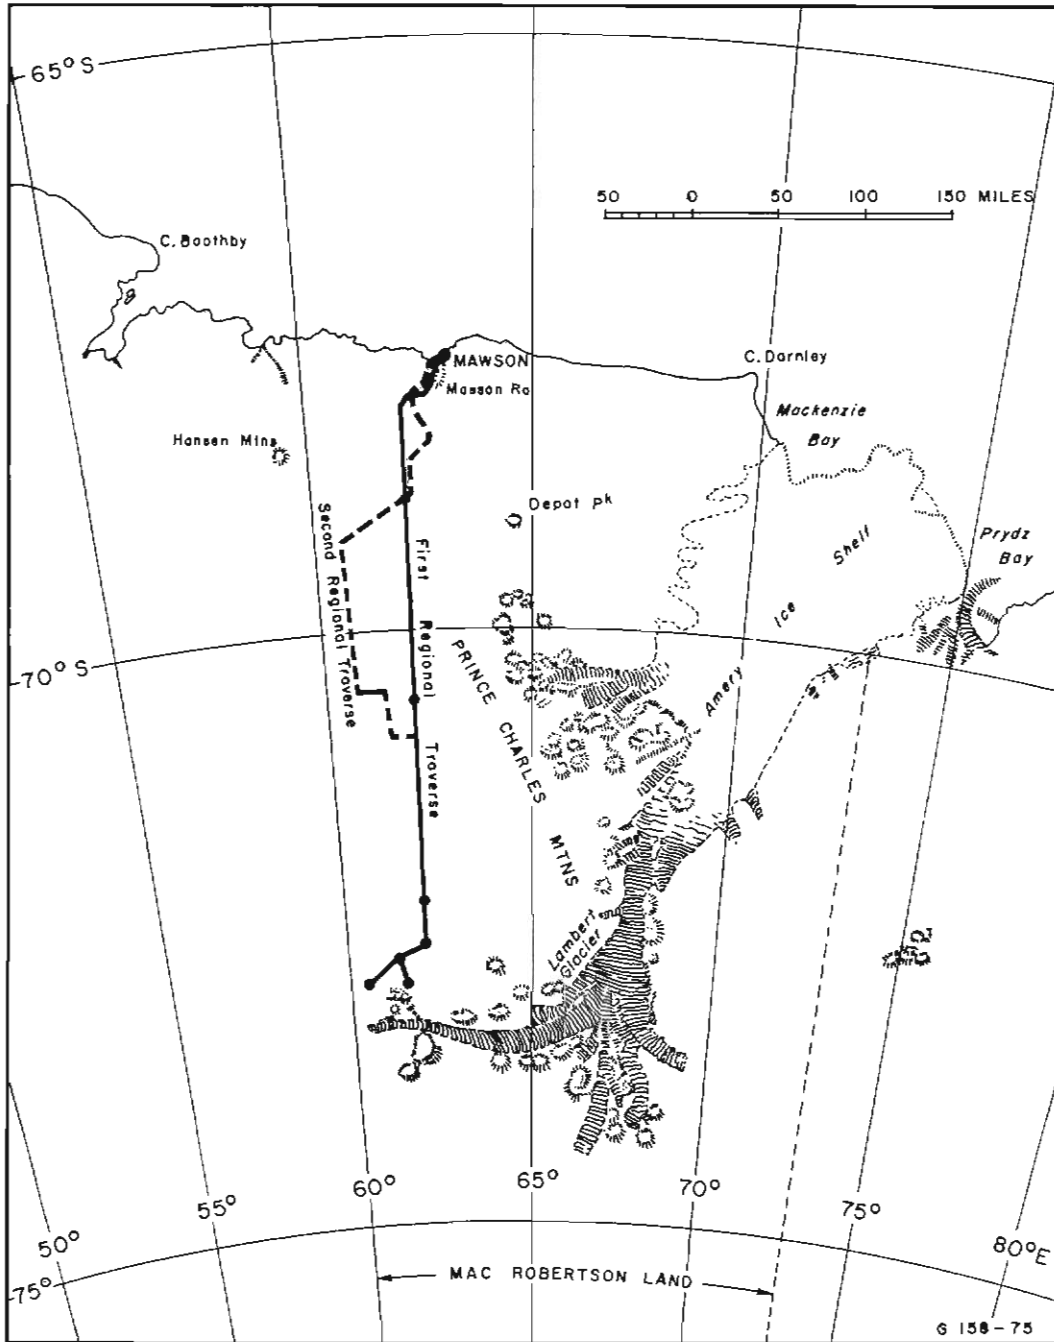 65°S
50 0 50 100 150 MILES
C. Boothby
MAWSON
Masson Ra
C. Darnley
Mackenzie
Bay
Hansen Mtns
Depot Pk
Second Regional Traverse
First Regional Traverse
Shelf
Ice
Amery
Prydz
Bay
70°S
PRINCE CHARLES MTNS
Lambert
Glacier
60° 65° 70°
55° 75°
50° 80°E
75°
MAC ROBERTSON LAND
G 158-75